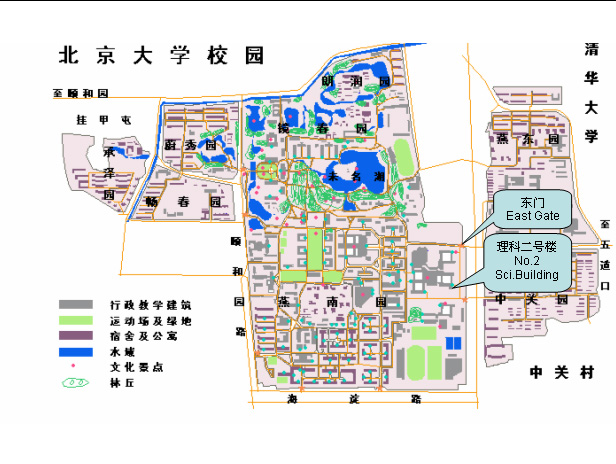 北京大学校园
清华大学
至颐和园
挂甲屯
承泽园
蔚秀园
畅春园
朗润园
镜春园
未名湖
燕东园
东门
East Gate
理科二号楼
No.2
Sci.Building
至五道口
颐和园路
燕南园
中关园
行政教学建筑
运动场及绿地
宿舍及公寓
水域
文化景点
林丘
中关村
海淀路